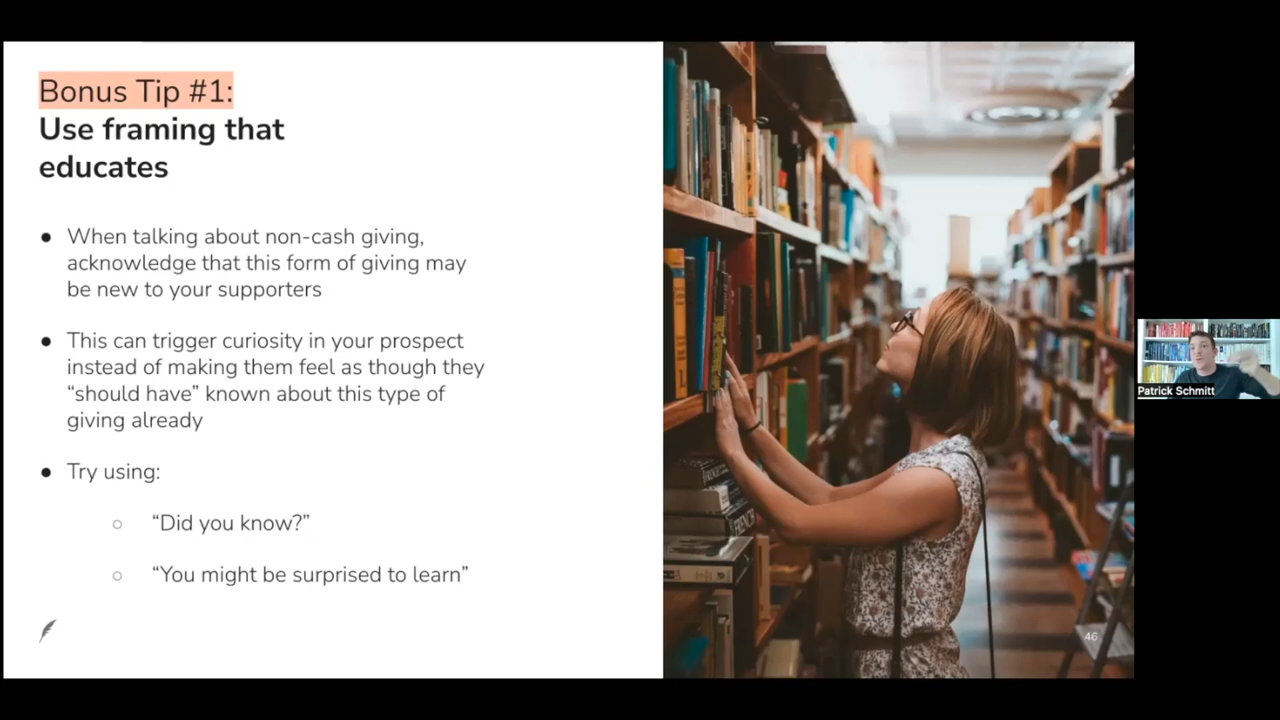 Bonus Tip #1:
Use framing that
educates
● When talking about non-cash giving,
acknowledge that this form of giving may
be new to your supporters
● This can trigger curiosity in your prospect
instead of making them feel as though they
“should have” known about this type of
giving already
● Try using:
○ “Did you know?”
○ “You might be surprised to learn”
46
Patrick Schmitt
FRENCH